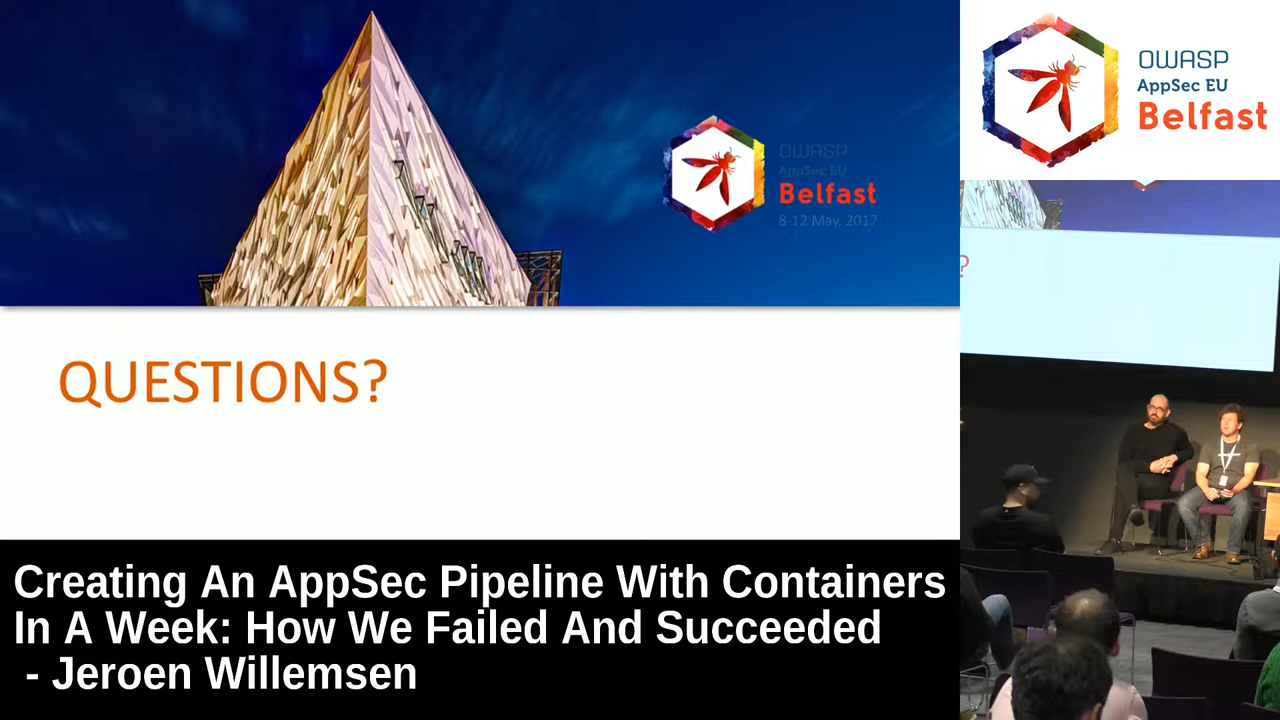 OWASP
AppSec EU
Belfast
8-12 May, 2017
QUESTIONS?
OWASP
AppSec EU
Belfast
?
Creating An AppSec Pipeline With Containers
In A Week: How We Failed And Succeeded
- Jeroen Willemsen